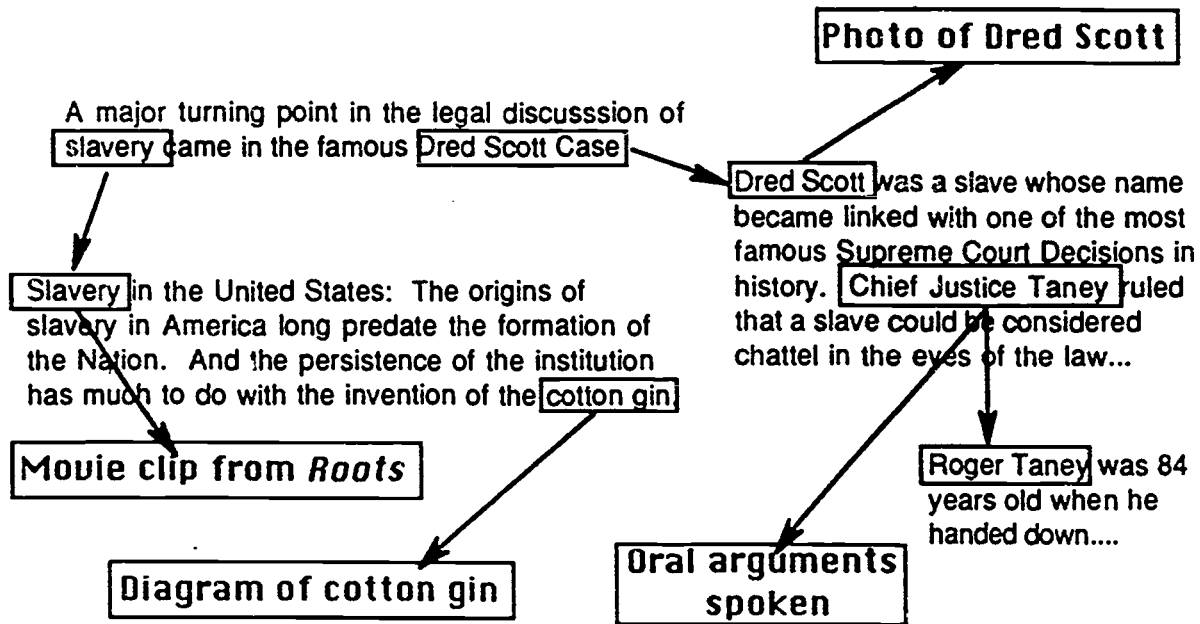 Photo of Dred Scott
A major turning point in the legal discusssion of
slavery came in the famous Dred Scott Case
Dred Scott was a slave whose name
became linked with one of the most
famous Supreme Court Decisions in
history. Chief Justice Taney ruled
that a slave could be considered
chattel in the eyes of the law...
Slavery in the United States: The origins of
slavery in America long predate the formation of
the Nation. And the persistence of the institution
has much to do with the invention of the cotton gin.
Movie clip from Roots
Roger Taney was 84
years old when he
handed down....
Diagram of cotton gin
Oral arguments
spoken